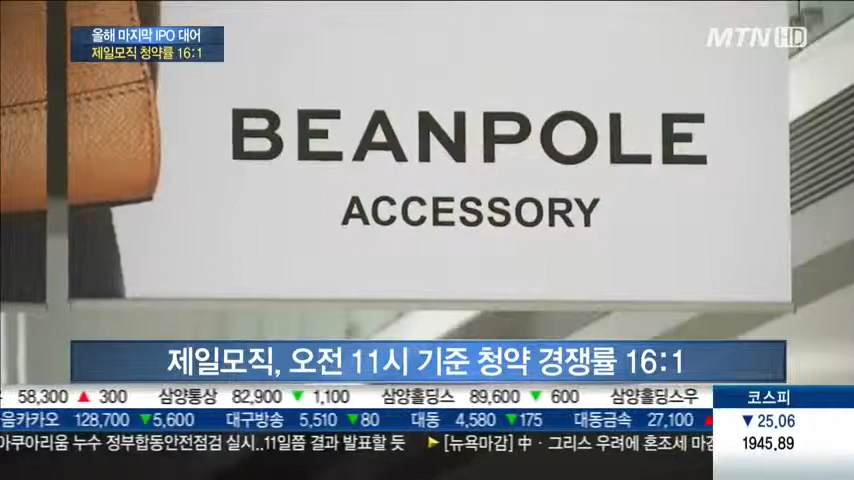 올해 마지막 IPO 대어
제일모직 청약률 16:1
MTN HD
BEANPOLE
ACCESSORY
제일모직, 오전 11시 기준 청약 경쟁률 16:1
58,300 ▲ 300 삼양통상 82,900 ▼ 1,100 삼양홀딩스 89,600 ▼ 600 삼양홀딩스우
코스피
음카카오 128,700 ▼5,600 대구방송 5,510 ▼80 대동 4,580 ▼175 대동금속 27,100 ▲
▼ 25.06
아쿠아리움 누수 정부합동안전점검 실시..11일쯤 결과 발표할 듯 ▶ [뉴욕마감] 中·그리스 우려에 혼조세 마감
1945.89